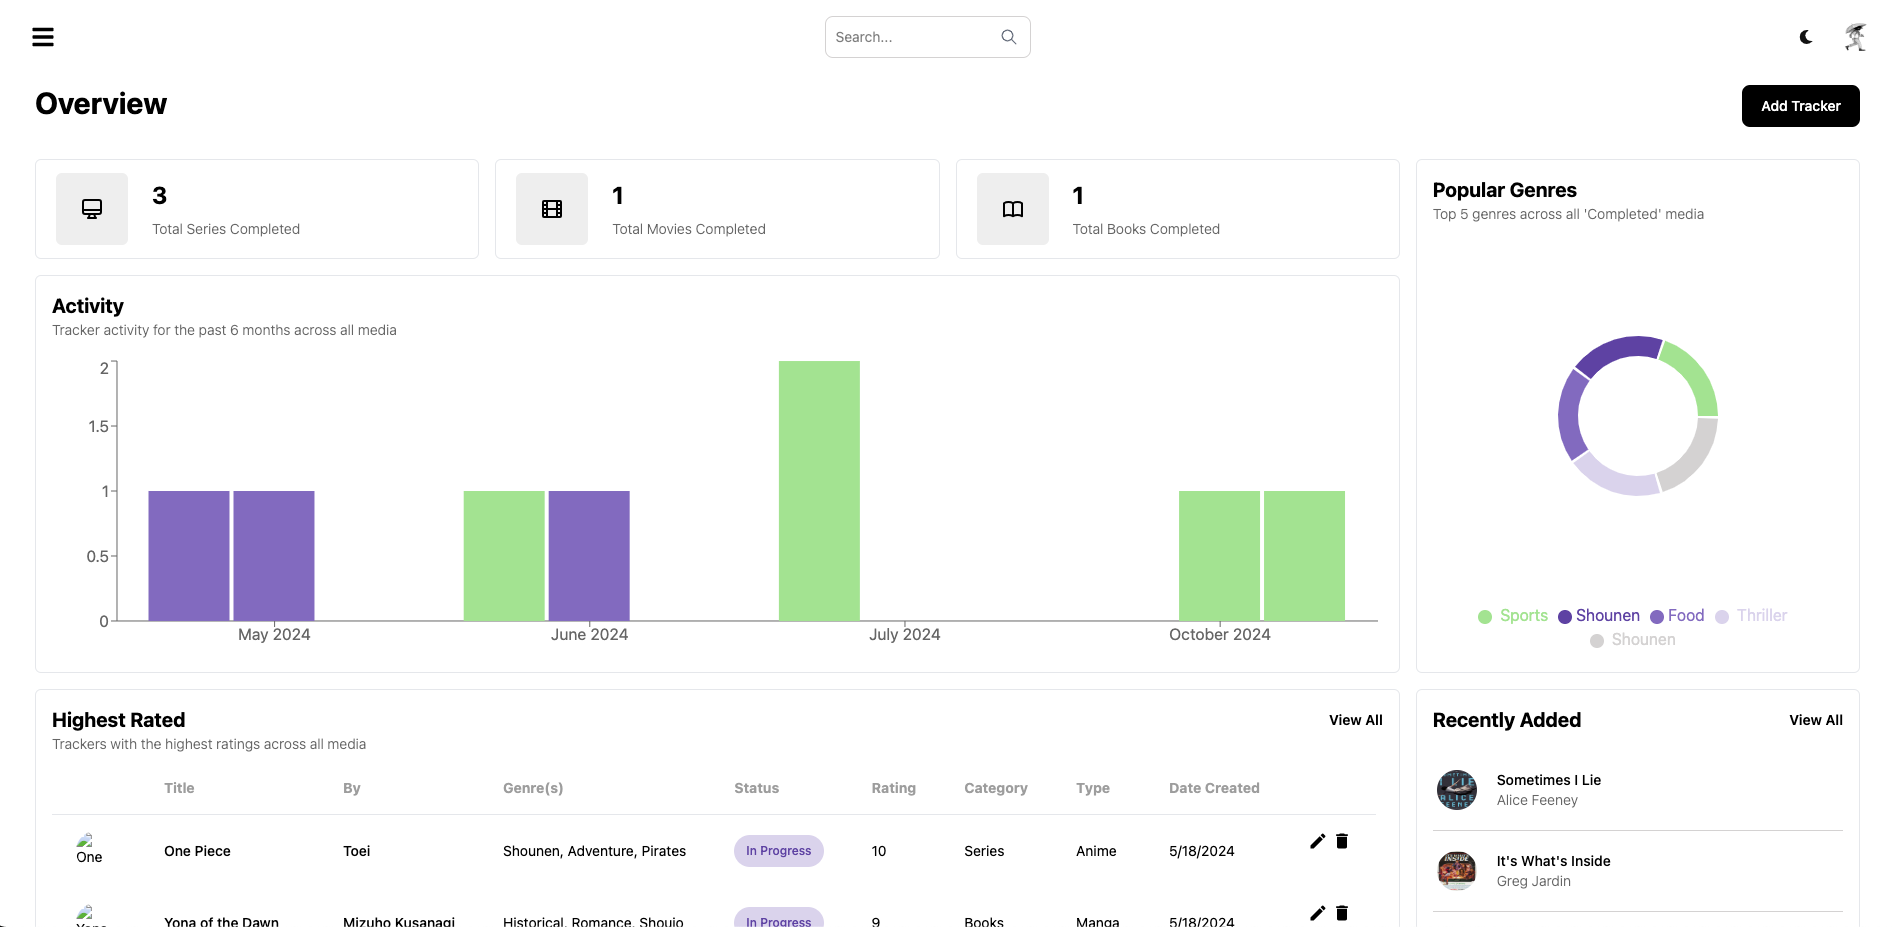 Search...
Overview
Add Tracker
3
Total Series Completed
1
Total Movies Completed
1
Total Books Completed
Popular Genres
Top 5 genres across all 'Completed' media
Sports Shounen Food Thriller
Shounen
Activity
Tracker activity for the past 6 months across all media
2
1.5
1
0.5
0
May 2024 June 2024 July 2024 October 2024
Highest Rated
View All
Trackers with the highest ratings across all media
Title By Genre(s) Status Rating Category Type Date Created
One One Piece Toei Shounen, Adventure, Pirates In Progress 10 Series Anime 5/18/2024
Yona Yona of the Dawn Mizuho Kusanagi Historical, Romance, Shoujo In Progress 9 Books Manga 5/18/2024
Recently Added
View All
Sometimes I Lie
Alice Feeney
It's What's Inside
Greg Jardin